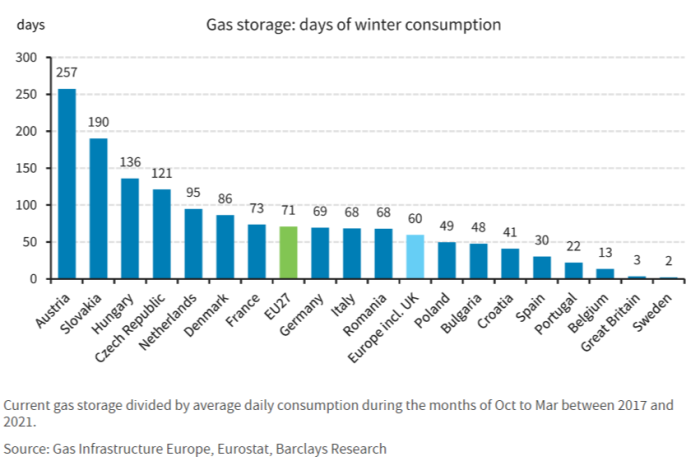 days
Gas storage: days of winter consumption
300
250
200
150
100
50
0
257
190
136
121
95
86
73
71
69
68
68
60
49
48
41
30
22
13
3
2
Austria
Slovakia
Hungary
Czech Republic
Netherlands
Denmark
France
EU27
Germany
Italy
Romania
Europe incl. UK
Poland
Bulgaria
Croatia
Spain
Portugal
Belgium
Great Britain
Sweden
Current gas storage divided by average daily consumption during the months of Oct to Mar between 2017 and
2021.
Source: Gas Infrastructure Europe, Eurostat, Barclays Research